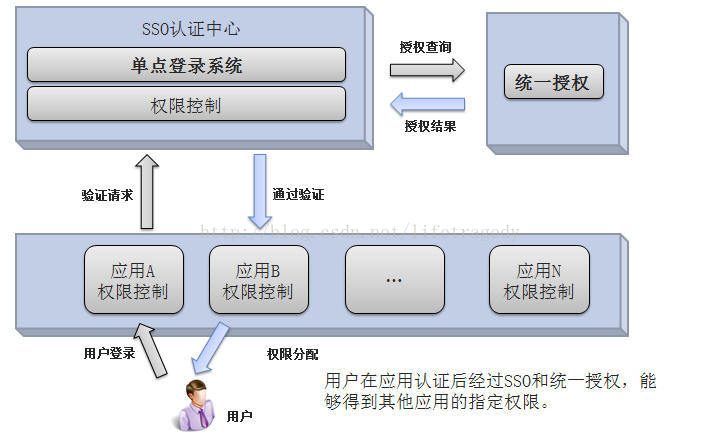 SSO认证中心
单点登录系统
权限控制
授权查询
授权结果
统一授权
验证请求
通过验证
http://blog.csdn.net/lifetragedy
应用A
权限控制
应用B
权限控制
...
应用N
权限控制
用户登录
权限分配
用户
用户在应用认证后经过SSO和统一授权，能
够得到其他应用的指定权限。